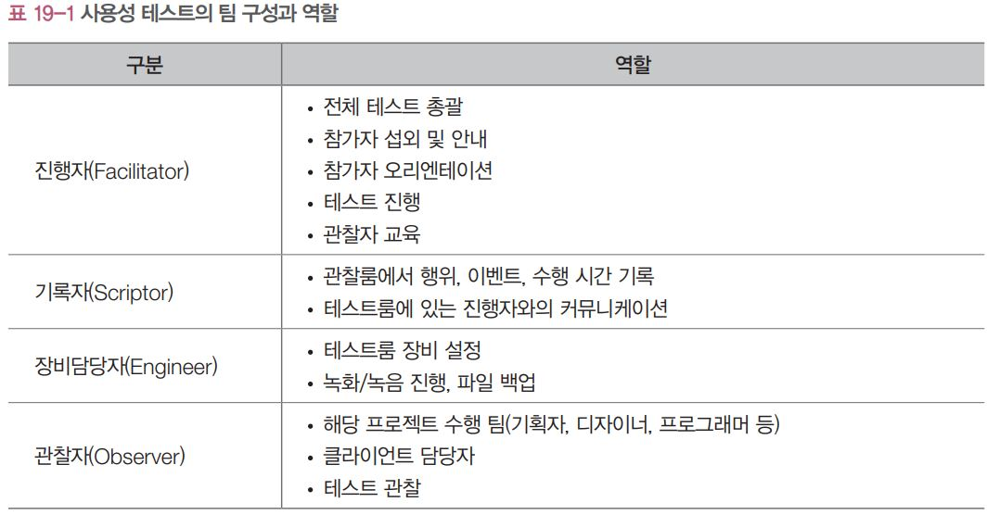 표 19-1 사용성 테스트의 팀 구성과 역할
구분
역할
진행자(Facilitator)
• 전체 테스트 총괄
• 참가자 섭외 및 안내
• 참가자 오리엔테이션
• 테스트 진행
• 관찰자 교육
기록자(Scriptor)
• 관찰룸에서 행위, 이벤트, 수행 시간 기록
• 테스트룸에 있는 진행자와의 커뮤니케이션
장비담당자(Engineer)
• 테스트룸 장비 설정
• 녹화/녹음 진행, 파일 백업
관찰자(Observer)
• 해당 프로젝트 수행 팀(기획자, 디자이너, 프로그래머 등)
• 클라이언트 담당자
• 테스트 관찰